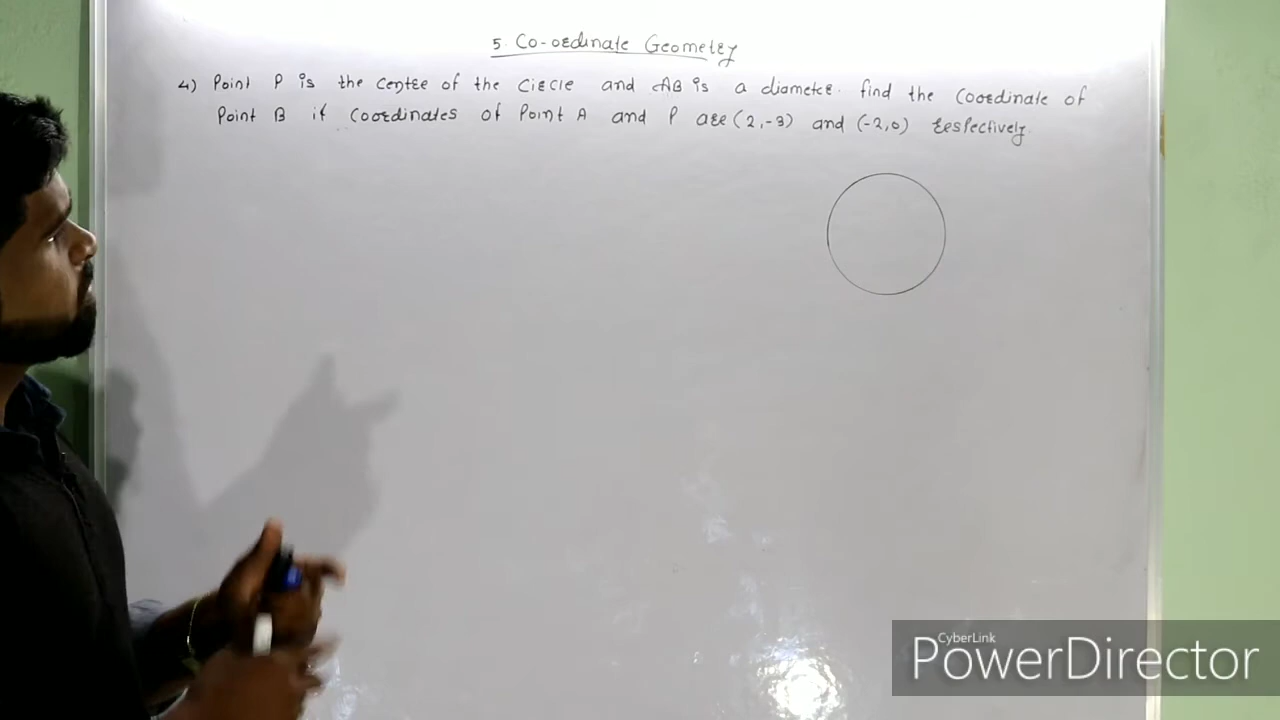 5. Co-ordinate Geometry
4) Point P is the centre of the circle and AB is a diameter. find the coordinate of
Point B if coordinates of Point A and P are (2,-3) and (-2,0) respectively.
CyberLink
PowerDirector